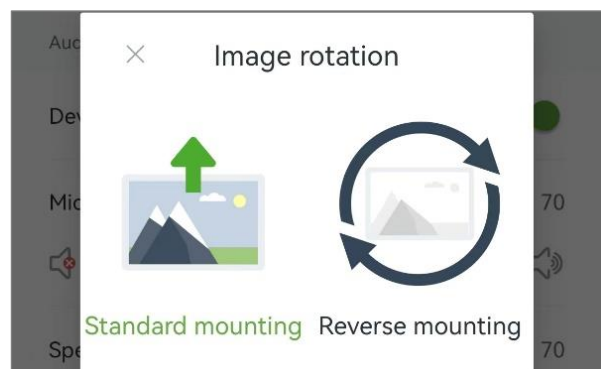 Image rotation
70
Standard mounting
Reverse mounting
70